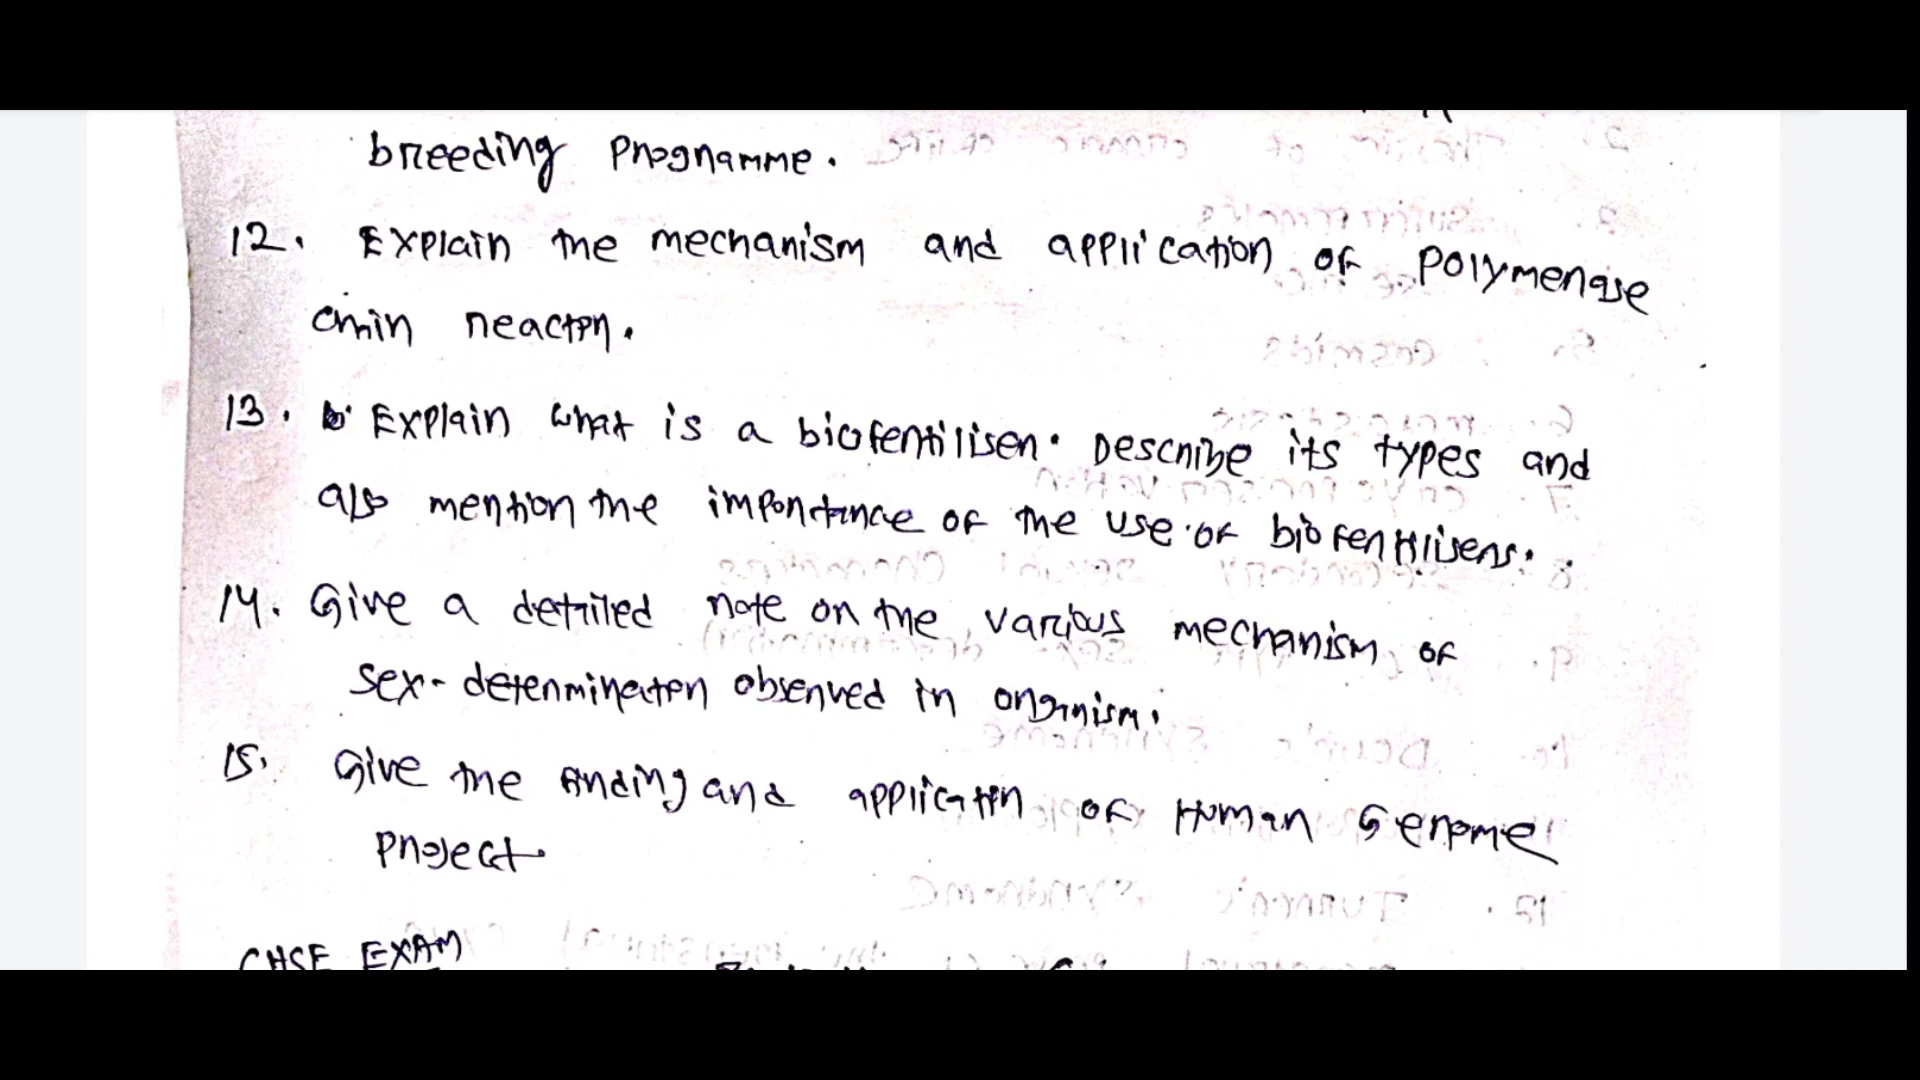 breeding programme.
12. Explain the mechanism and application of polymerase
chain reaction.
13. Explain what is a biofertiliser. Describe its types and
also mention the importance of the use of biofertilisers.
14. Give a detailed note on the various mechanism of
sex-determination observed in organism.
15. Give the finding and application of Human Genome
Project.
CHSE EXAM